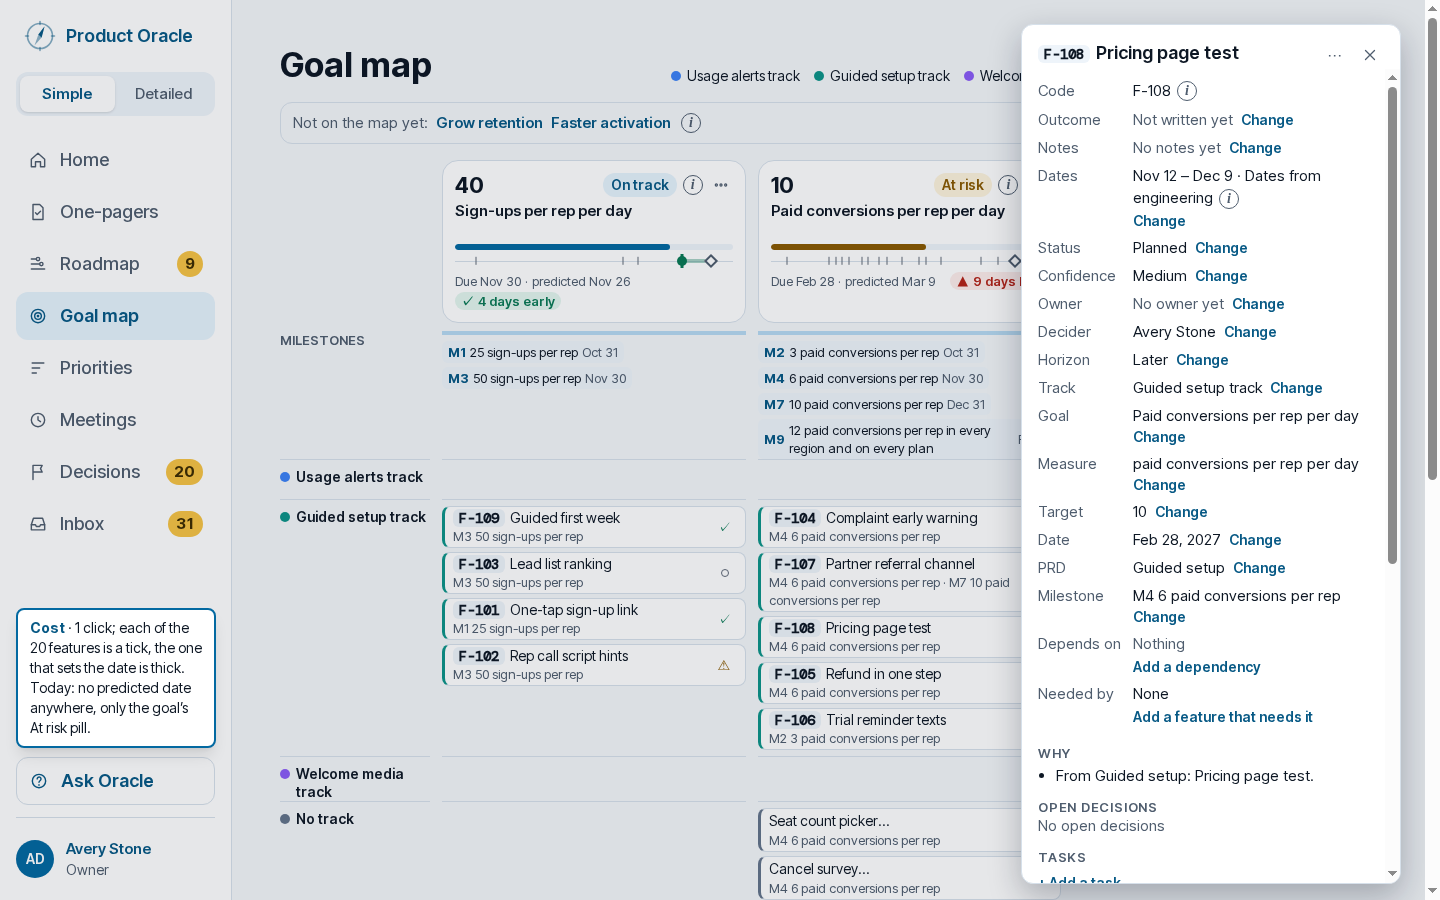 Product Oracle
Simple
Detailed
Home
One-pagers
Roadmap
9
Goal map
Priorities
Meetings
Decisions
20
Inbox
31
Cost · 1 click; each of the
20 features is a tick, the one
that sets the date is thick.
Today: no predicted date
anywhere, only the goal's
At risk pill.
Ask Oracle
AD
Avery Stone
Owner
Goal map
Usage alerts track
Guided setup track
Not on the map yet: Grow retention Faster activation i
40
On track
i
Sign-ups per rep per day
Due Nov 30 · predicted Nov 26
✓ 4 days early
10
At risk
i
Paid conversions per rep per day
Due Feb 28 · predicted Mar 9
▲ 9 days
MILESTONES
M1 25 sign-ups per rep Oct 31
M3 50 sign-ups per rep Nov 30
M2 3 paid conversions per rep Oct 31
M4 6 paid conversions per rep Nov 30
M7 10 paid conversions per rep Dec 31
M9 12 paid conversions per rep in every
region and on every plan
Usage alerts track
Guided setup track
F-109 Guided first week
M3 50 sign-ups per rep
F-103 Lead list ranking
M3 50 sign-ups per rep
F-101 One-tap sign-up link
M1 25 sign-ups per rep
F-102 Rep call script hints
M3 50 sign-ups per rep
F-104 Complaint early warning
M4 6 paid conversions per rep
F-107 Partner referral channel
M4 6 paid conversions per rep · M7 10 paid
conversions per rep
F-108 Pricing page test
M4 6 paid conversions per rep
F-105 Refund in one step
M4 6 paid conversions per rep
F-106 Trial reminder texts
M2 3 paid conversions per rep
Welcome media
track
No track
Seat count picker...
M4 6 paid conversions per rep
Cancel survey...
M4 6 paid conversions per rep
F-108 Pricing page test
Code F-108 i
Outcome Not written yet Change
Notes No notes yet Change
Dates Nov 12 – Dec 9 · Dates from
engineering i
Change
Status Planned Change
Confidence Medium Change
Owner No owner yet Change
Decider Avery Stone Change
Horizon Later Change
Track Guided setup track Change
Goal Paid conversions per rep per day
Change
Measure paid conversions per rep per day
Change
Target 10 Change
Date Feb 28, 2027 Change
PRD Guided setup Change
Milestone M4 6 paid conversions per rep
Change
Depends on Nothing
Add a dependency
Needed by None
Add a feature that needs it
WHY
• From Guided setup: Pricing page test.
OPEN DECISIONS
No open decisions
TASKS
+ Add a task